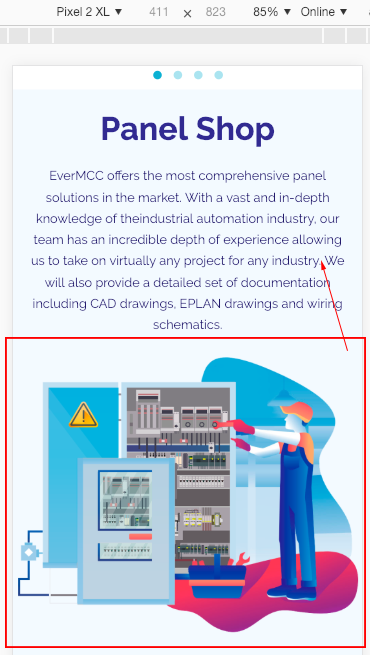 Pixel 2 XL ▼ 411 × 823 85% ▼ Online ▼
Panel Shop
EverMCC offers the most comprehensive panel
solutions in the market. With a vast and in-depth
knowledge of theindustrial automation industry, our
team has an incredible depth of experience allowing
us to take on virtually any project for any industry. We
will also provide a detailed set of documentation
including CAD drawings, EPLAN drawings and wiring
schematics.